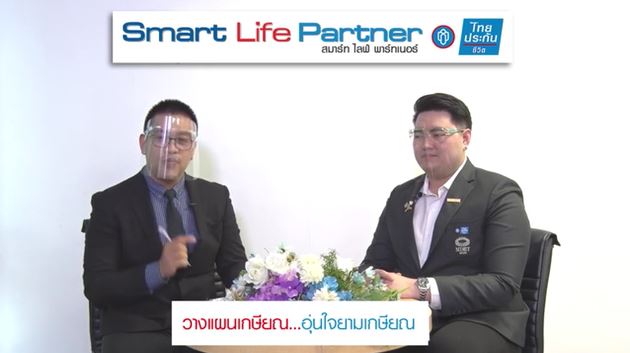 Smart Life Partner
สมาร์ท ไลฟ์ พาร์ทเนอร์
ไทย
ประกัน
ชีวิต
วางแผนเกษียณ...อุ่นใจยามเกษียณ